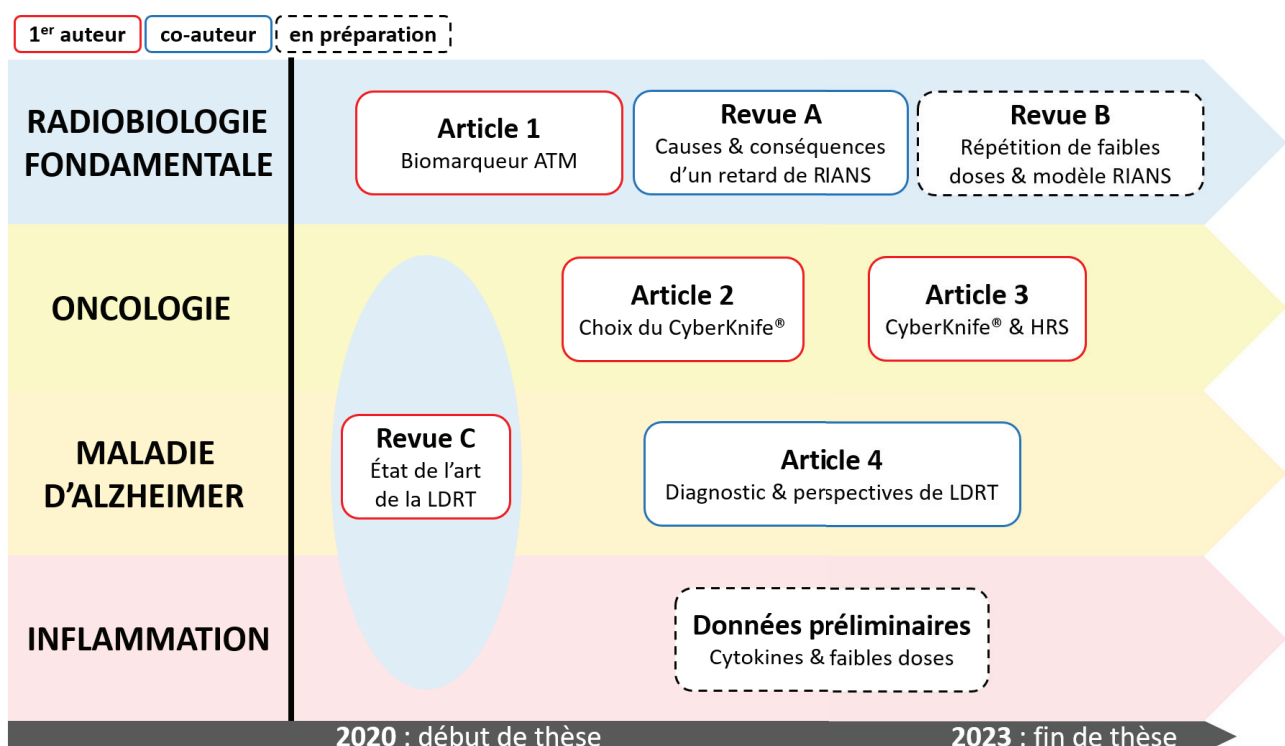 1er auteur
co-auteur
en préparation
RADIOBIOLOGIE
FONDAMENTALE
Article 1
Biomarqueur ATM
Revue A
Causes & conséquences
d'un retard de RIANS
Revue B
Répétition de faibles
doses & modèle RIANS
ONCOLOGIE
Article 2
Choix du CyberKnife®
Article 3
CyberKnife® & HRS
MALADIE
D'ALZHEIMER
Revue C
État de l'art
de la LDRT
Article 4
Diagnostic & perspectives de LDRT
INFLAMMATION
Données préliminaires
Cytokines & faibles doses
2020 : début de thèse
2023 : fin de thèse